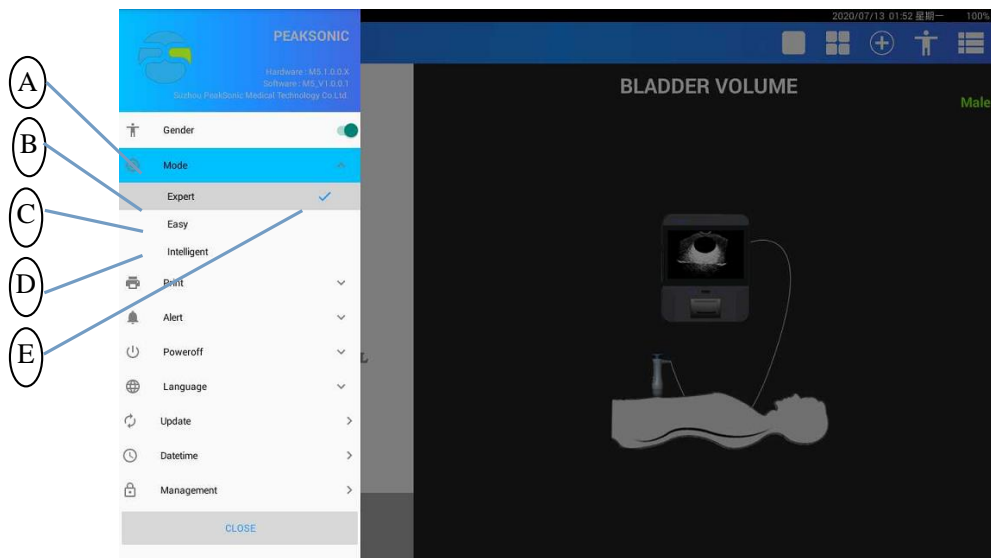 2020/07/13 01:52 星期一 100%
PEAKSONIC
Hardware : M5.1.0.0.X
Software : M5_V1.0.0.1
Suzhou PeakSonic Medical Technology Co.Ltd.
BLADDER VOLUME
Male
A
B
C
D
E
Gender
Mode
Expert
Easy
Intelligent
Print
Alert
Poweroff
L
Language
Update
Datetime
Management
CLOSE